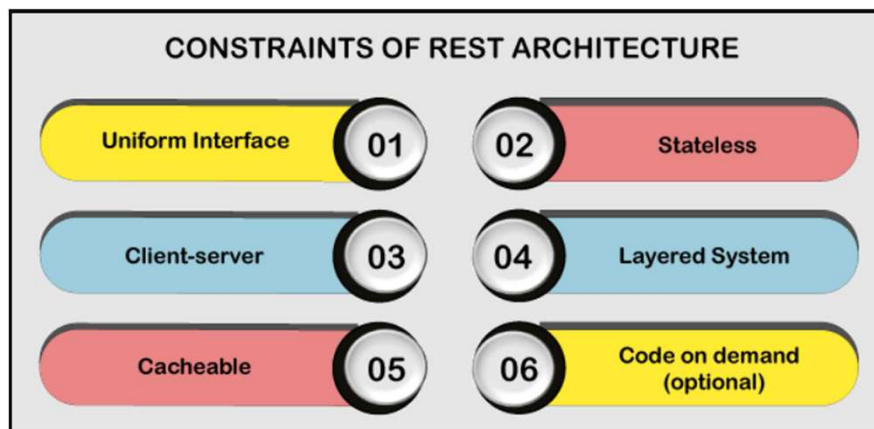 CONSTRAINTS OF REST ARCHITECTURE
Uniform Interface
01
02
Stateless
Client-server
03
04
Layered System
Cacheable
05
06
Code on demand
(optional)